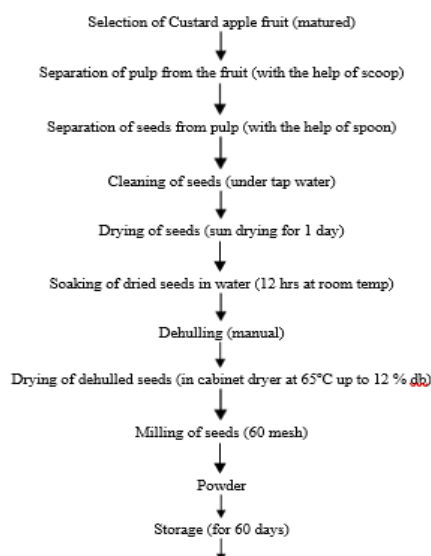 Selection of Custard apple fruit (matured)
Separation of pulp from the fruit (with the help of scoop)
Separation of seeds from pulp (with the help of spoon)
Cleaning of seeds (under tap water)
Drying of seeds (sun drying for 1 day)
Soaking of dried seeds in water (12 hrs at room temp)
Dehulling (manual)
Drying of dehulled seeds (in cabinet dryer at 65°C up to 12 % db)
Milling of seeds (60 mesh)
Powder
Storage (for 60 days)